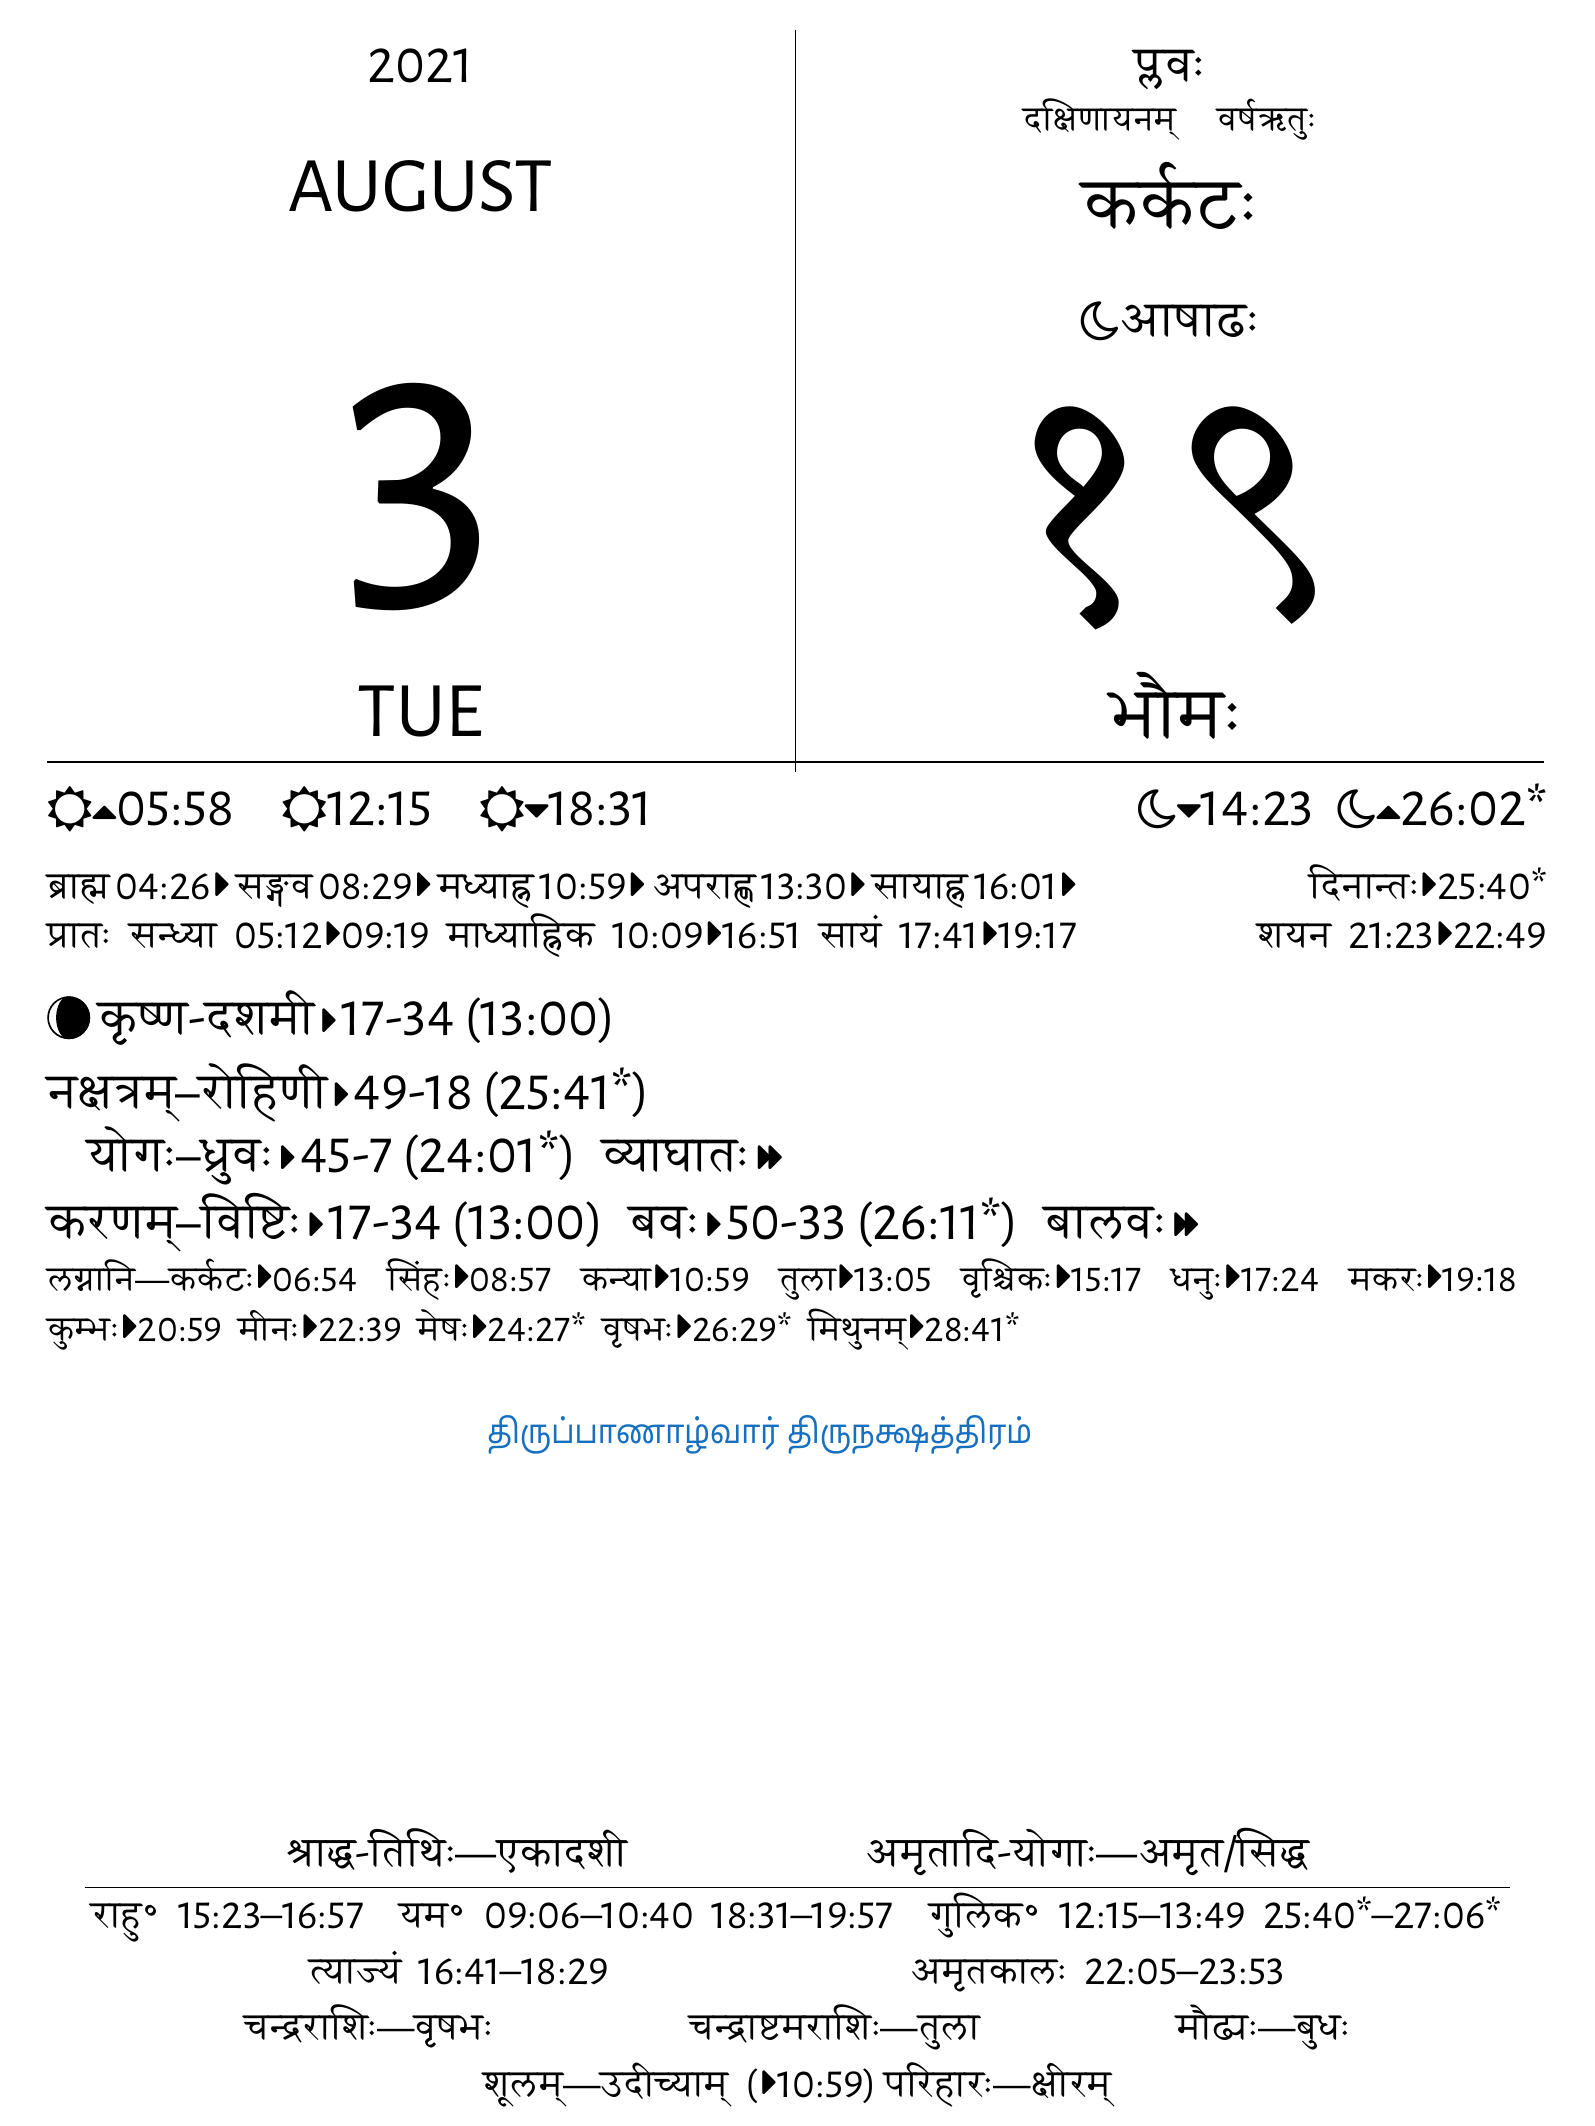 2021
AUGUST
3
TUE
प्लवः
दक्षिणायनम् वर्षऋतुः
कर्कटः
आषाढः
१९
भौमः
05:58 12:15 18:31 14:23 26:02*
ब्राह्म 04:26 सङ्गव 08:29 मध्याह्न 10:59 अपराह्ण 13:30 सायाह्न 16:01 दिनान्तः 25:40*
प्रातः सन्ध्या 05:12 09:19 माध्याह्निक 10:09 16:51 सायं 17:41 19:17 शयन 21:23 22:49
कृष्ण-दशमी 17-34 (13:00)
नक्षत्रम्–रोहिणी 49-18 (25:41*)
योगः–ध्रुवः 45-7 (24:01*) व्याघातः
करणम्–विष्टिः 17-34 (13:00) बवः 50-33 (26:11*) बालवः
लग्नानि—कर्कटः 06:54 सिंहः 08:57 कन्या 10:59 तुला 13:05 वृश्चिकः 15:17 धनुः 17:24 मकरः 19:18
कुम्भः 20:59 मीनः 22:39 मेषः 24:27* वृषभः 26:29* मिथुनम् 28:41*
திருப்பாணாழ்வார் திருநக்ஷத்திரம்
श्राद्ध-तिथिः—एकादशी अमृतादि-योगाः—अमृत/सिद्ध
राहु° 15:23–16:57 यम° 09:06–10:40 18:31–19:57 गुलिक° 12:15–13:49 25:40*–27:06*
त्याज्यं 16:41–18:29 अमृतकालः 22:05–23:53
चन्द्रराशिः—वृषभः चन्द्राष्टमराशिः—तुला मौढ्यः—बुधः
शूलम्—उदीच्याम् (10:59) परिहारः—क्षीरम्